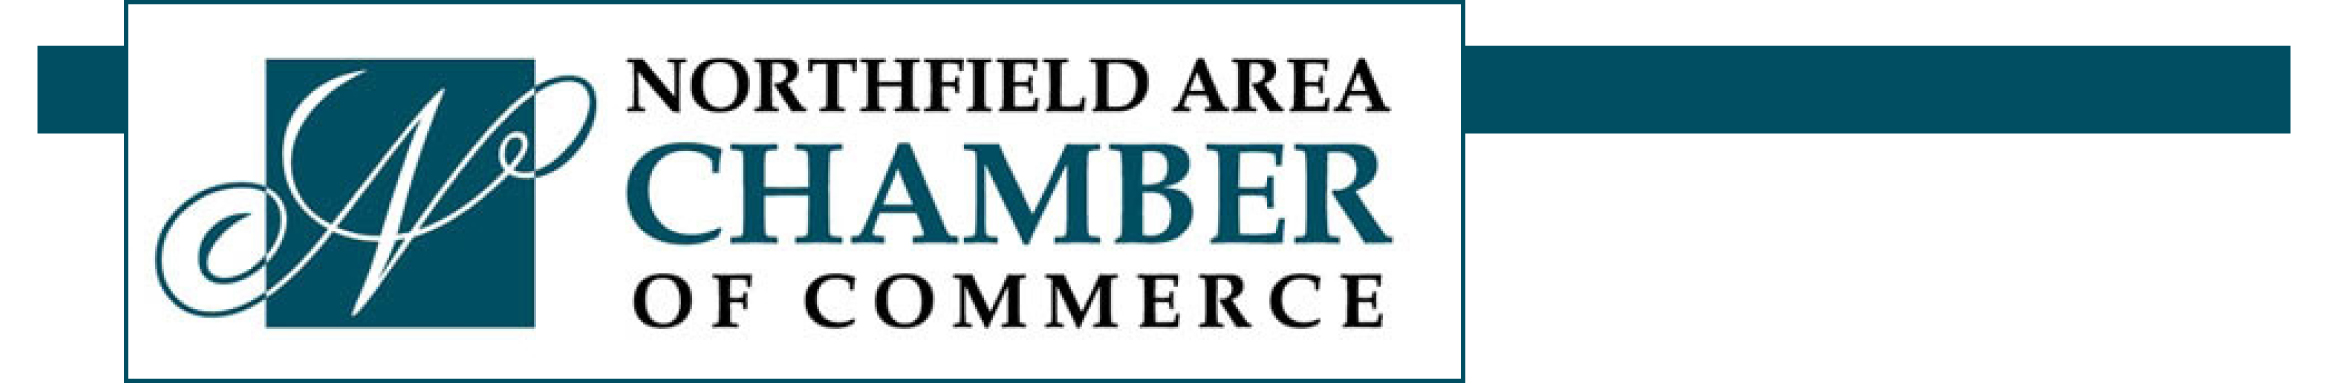 N
NORTHFIELD AREA
CHAMBER
OF COMMERCE